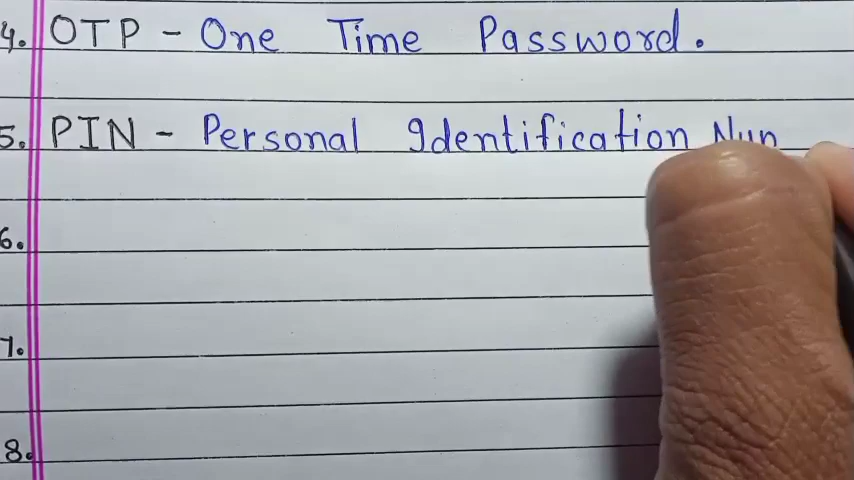 4. OTP - One Time Password.
5. PIN - Personal Identification
6.
7.
8.